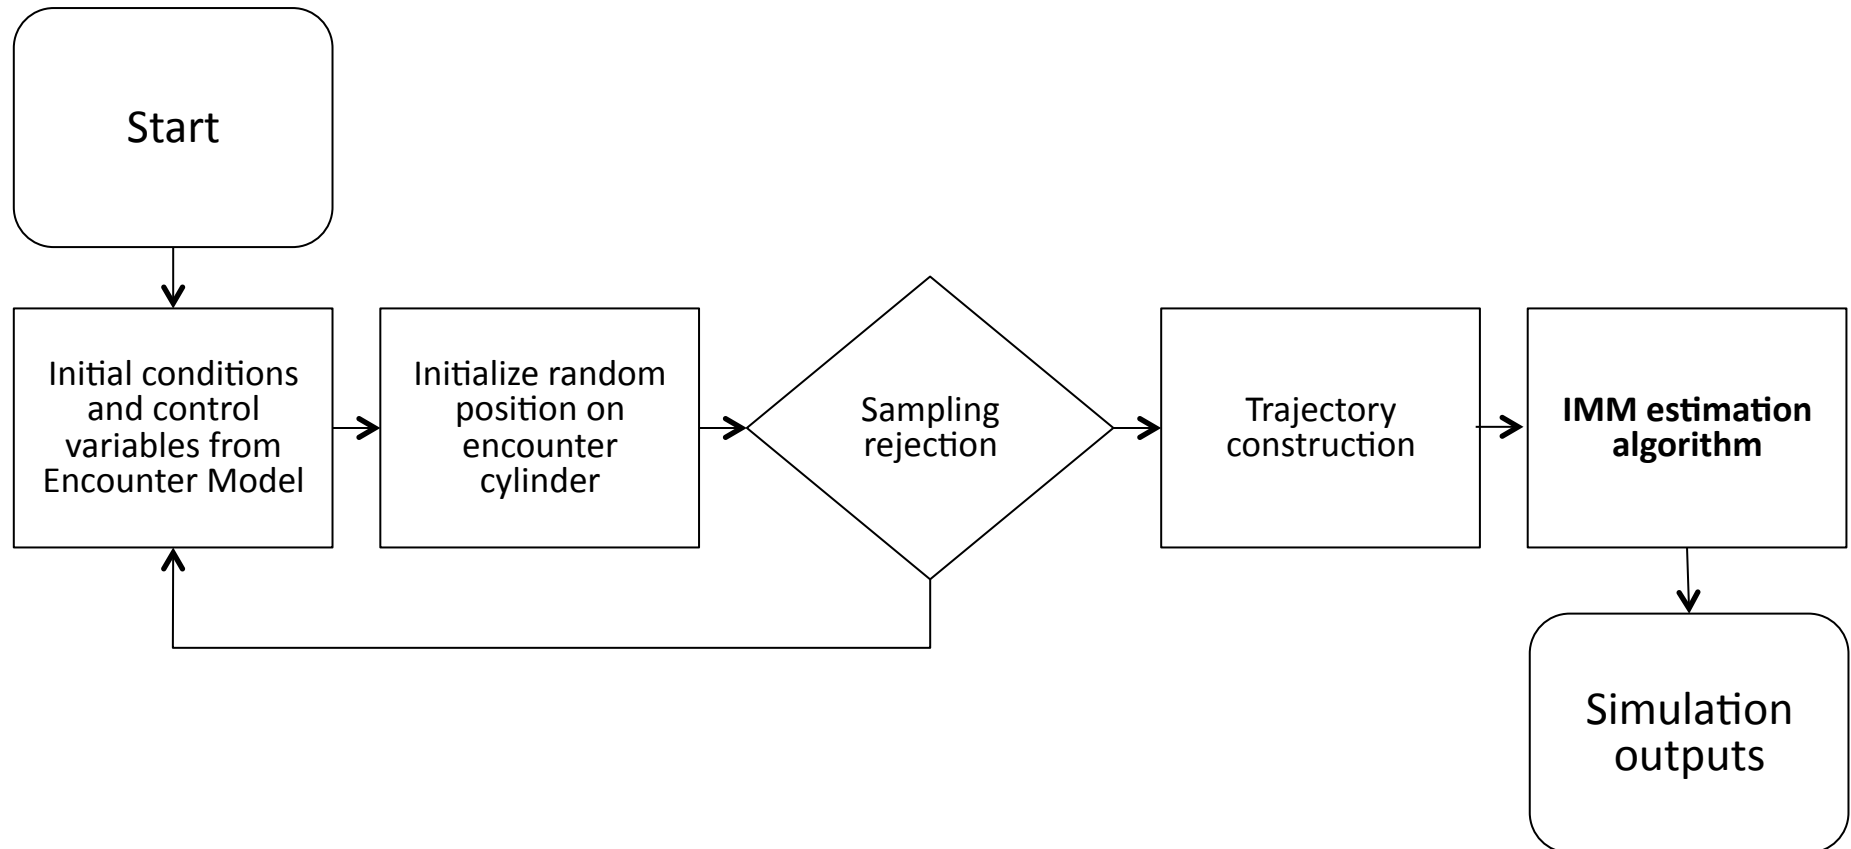 Start
Initial conditions
and control
variables from
Encounter Model
Initialize random
position on
encounter
cylinder
Sampling
rejection
Trajectory
construction
IMM estimation
algorithm
Simulation
outputs